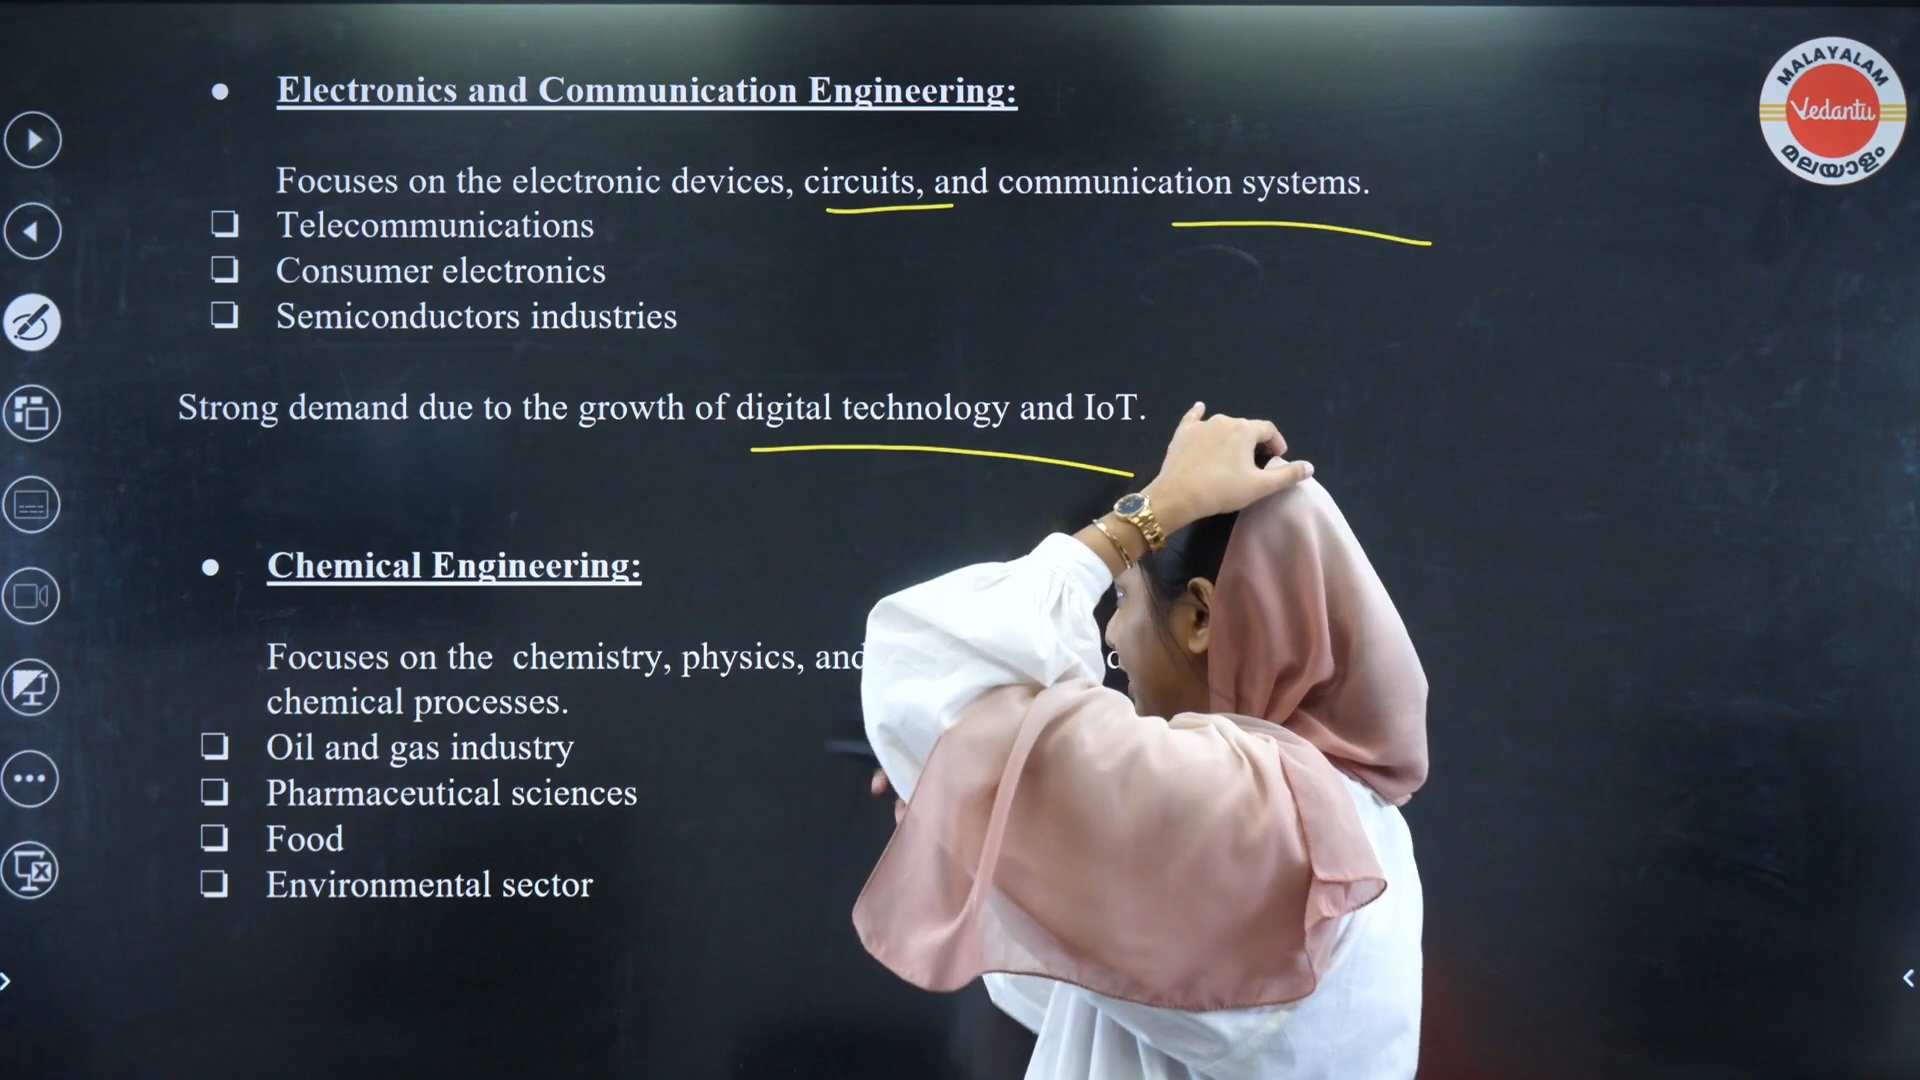 MALAYALAM
Vedantu
മലയാളം
● Electronics and Communication Engineering:
Focuses on the electronic devices, circuits, and communication systems.
❑ Telecommunications
❑ Consumer electronics
❑ Semiconductors industries
Strong demand due to the growth of digital technology and IoT.
● Chemical Engineering:
Focuses on the chemistry, physics, and
chemical processes.
❑ Oil and gas industry
❑ Pharmaceutical sciences
❑ Food
❑ Environmental sector